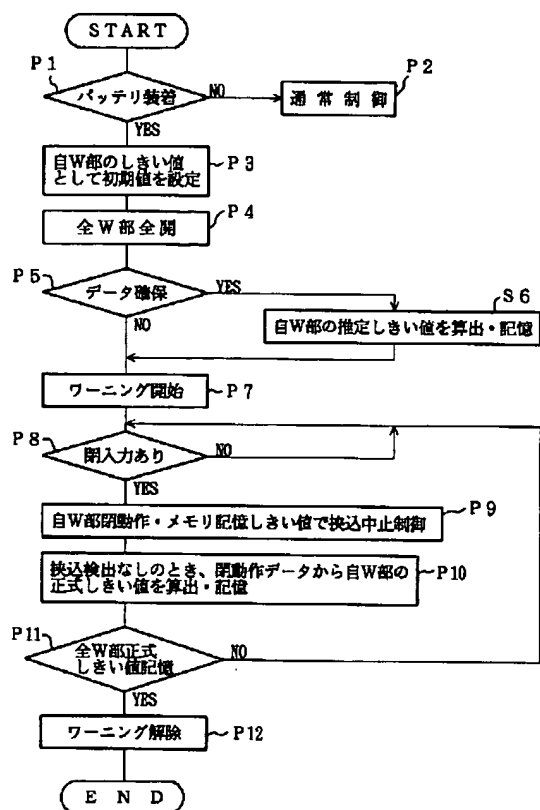 START
P1
バッテリ装着
NO
P2
通常制御
YES
自W部のしきい値
として初期値を設定
P3
P4
全W部全開
P5
データ確保
YES
S6
NO
自W部の推定しきい値を算出・記憶
ワーニング開始
P7
P8
閉入力あり
NO
YES
P9
自W部閉動作・メモリ記憶しきい値で挟込中止制御
挟込検出なしのとき、閉動作データから自W部の
正式しきい値を算出・記憶
P10
P11
全W部正式
しきい値記憶
NO
YES
ワーニング解除
P12
END